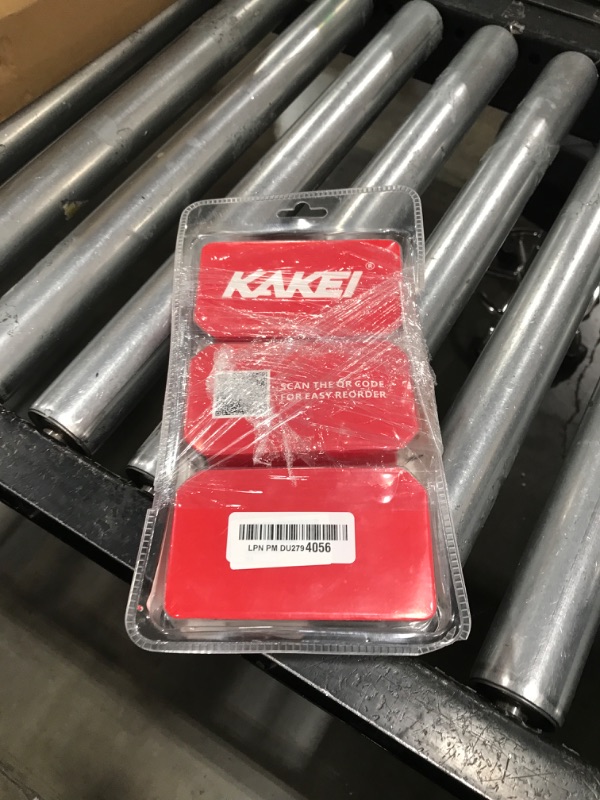 KAKEI ®
SCAN THE QR CODE
FOR EASY REORDER
LPN PM DU2794056